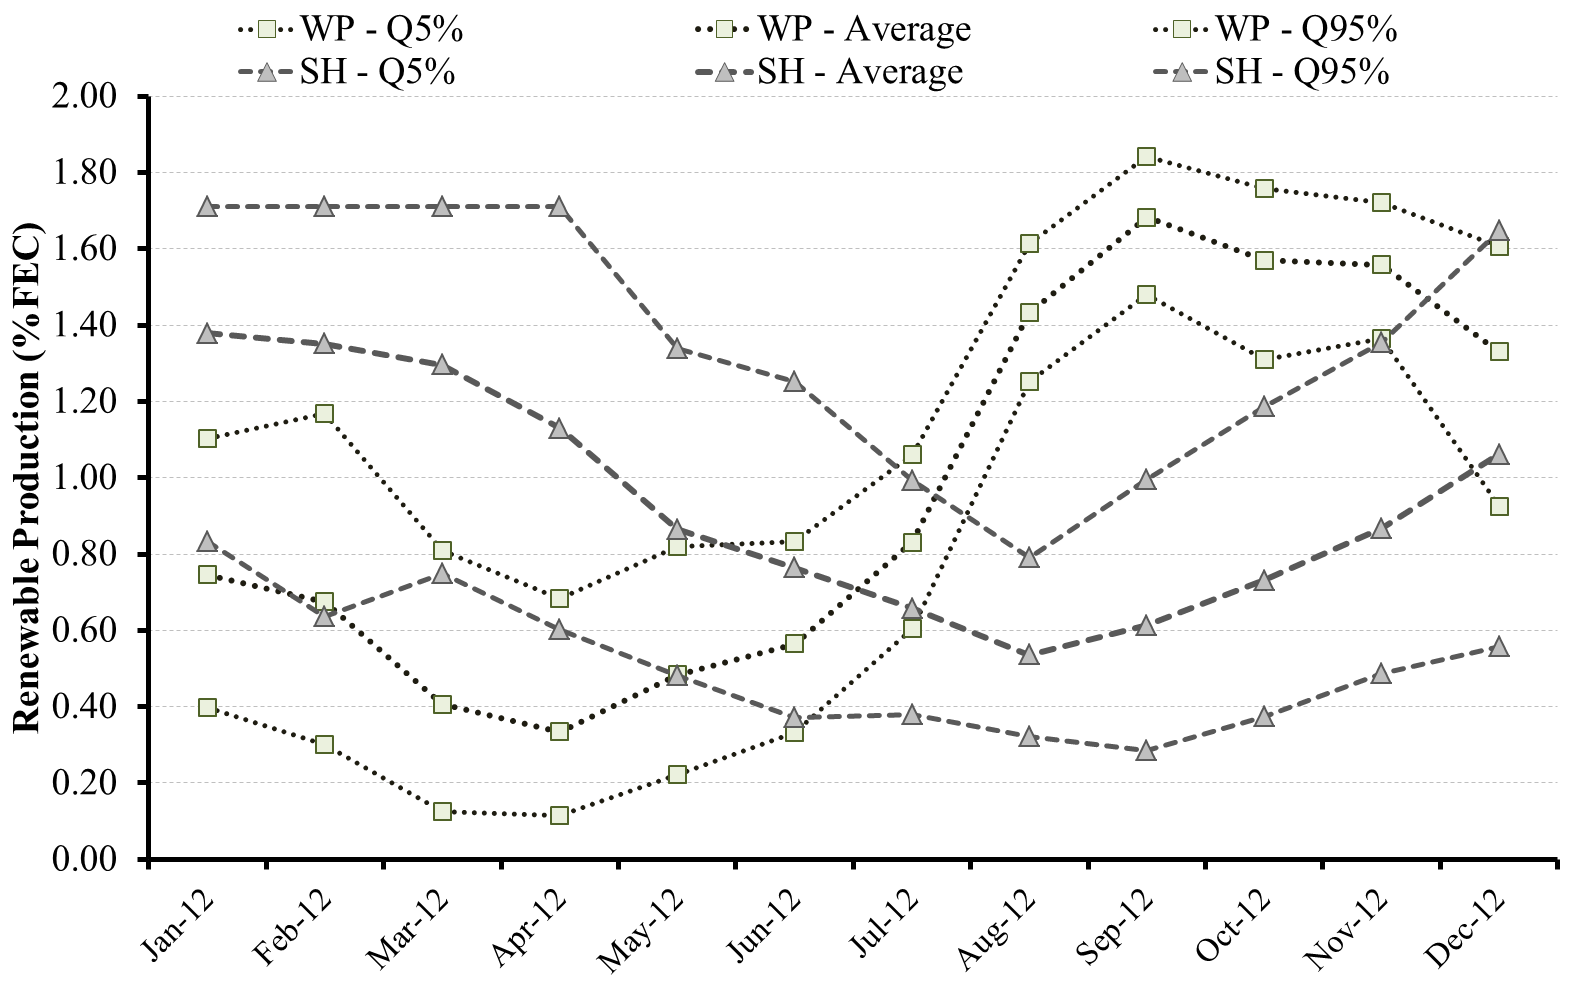 WP - Q5% WP - Average WP - Q95%
SH - Q5% SH - Average SH - Q95%
Renewable Production (%FEC)
2.00
1.80
1.60
1.40
1.20
1.00
0.80
0.60
0.40
0.20
0.00
Jan-12 Feb-12 Mar-12 Apr-12 May-12 Jun-12 Jul-12 Aug-12 Sep-12 Oct-12 Nov-12 Dec-12